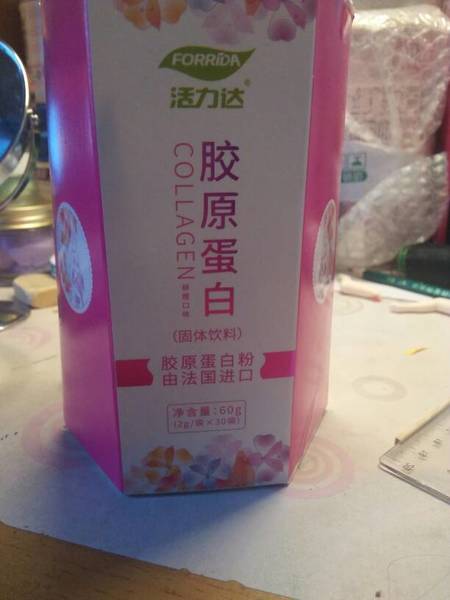 FORRIDA
活力达®
胶原蛋白
COLLAGEN
(固体饮料)
胶原蛋白粉
由法国进口
净含量:60g
(2g/袋×30袋)